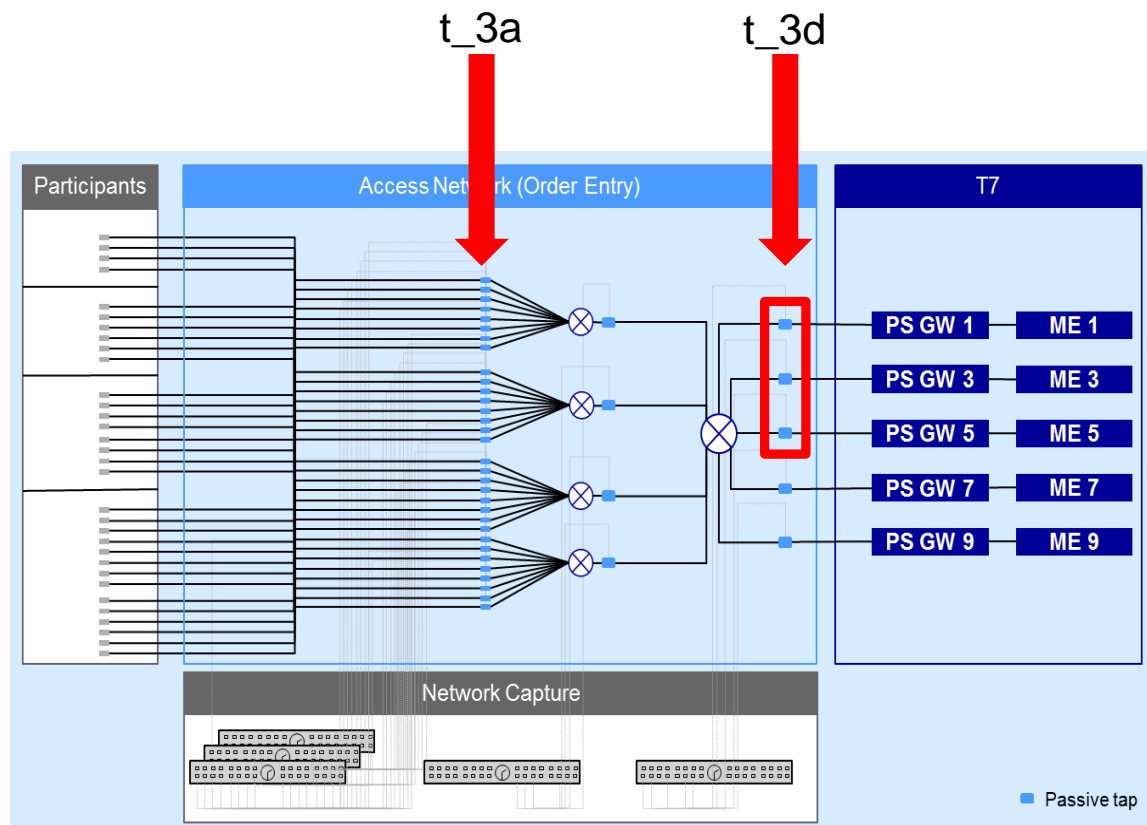 t_3a
t_3d
Participants
Access Network (Order Entry)
T7
PS GW 1
ME 1
PS GW 3
ME 3
PS GW 5
ME 5
PS GW 7
ME 7
PS GW 9
ME 9
Network Capture
Passive tap